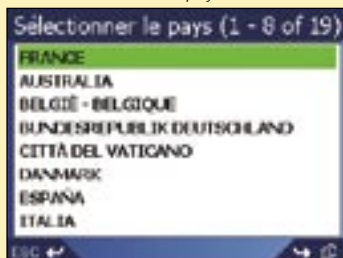 Sélectionner le pays (1 - 8 of 19)
FRANCE
AUSTRALIA
BELGIË - BELGIQUE
BUNDESREPUBLIK DEUTSCHLAND
CITTÀ DEL VATICANO
DANMARK
ESPAÑA
ITALIA
ESC